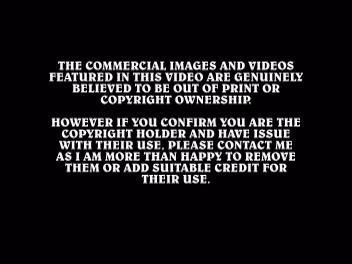 THE COMMERCIAL IMAGES AND VIDEOS
FEATURED IN THIS VIDEO ARE GENUINELY
BELIEVED TO BE OUT OF PRINT OR
COPYRIGHT OWNERSHIP.
HOWEVER IF YOU CONFIRM YOU ARE THE
COPYRIGHT HOLDER AND HAVE ISSUE
WITH THEIR USE, PLEASE CONTACT ME
AS I AM MORE THAN HAPPY TO REMOVE
THEM OR ADD SUITABLE CREDIT FOR
THEIR USE.